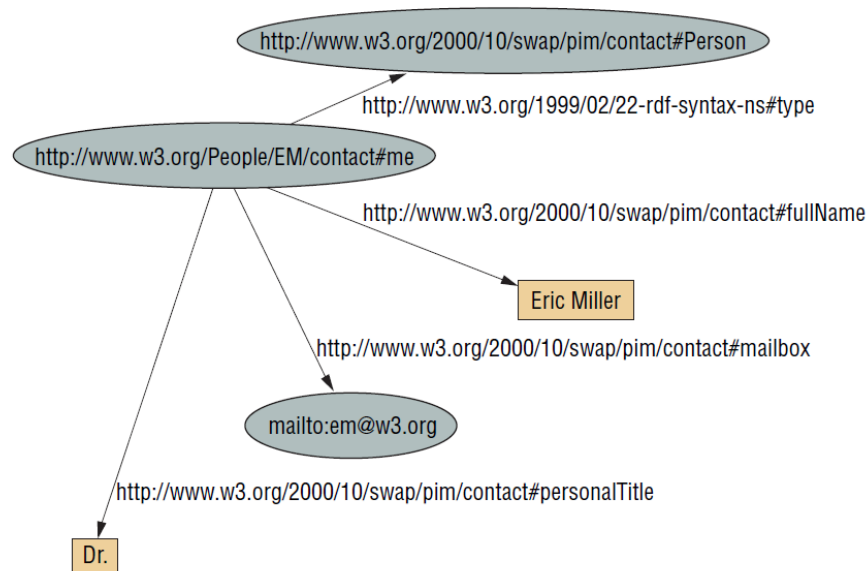 http://www.w3.org/2000/10/swap/pim/contact#Person
http://www.w3.org/1999/02/22-rdf-syntax-ns#type
http://www.w3.org/People/EM/contact#me
http://www.w3.org/2000/10/swap/pim/contact#fullName
Eric Miller
http://www.w3.org/2000/10/swap/pim/contact#mailbox
mailto:em@w3.org
http://www.w3.org/2000/10/swap/pim/contact#personalTitle
Dr.